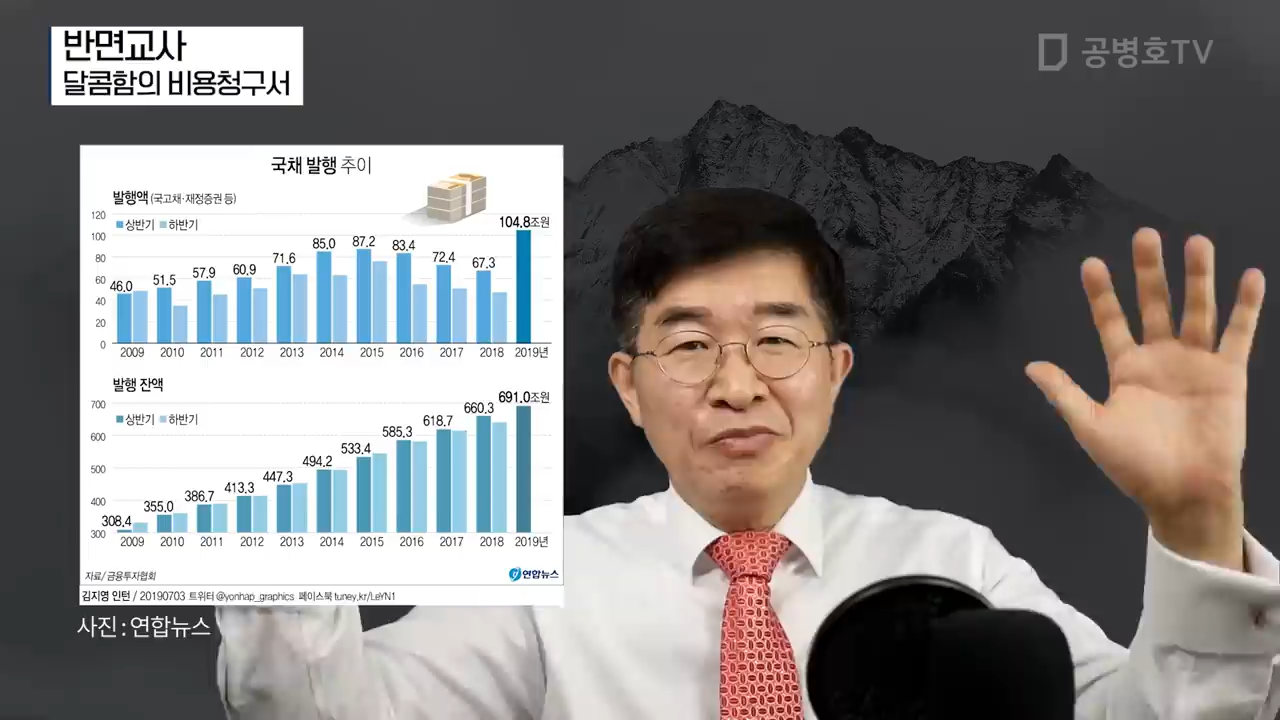 반면교사
달콤함의 비용청구서
공병호TV
국채 발행 추이
발행액 (국고채·재정증권 등)
상반기 하반기
120
100
80
60
40
20
0
46.0 51.5 57.9 60.9 71.6 85.0 87.2 83.4 72.4 67.3 104.8조원
2009 2010 2011 2012 2013 2014 2015 2016 2017 2018 2019년
발행 잔액
상반기 하반기
700
600
500
400
300
308.4 355.0 386.7 413.3 447.3 494.2 533.4 585.3 618.7 660.3 691.0조원
2009 2010 2011 2012 2013 2014 2015 2016 2017 2018 2019년
자료/ 금융투자협회
연합뉴스
김지영 인턴 / 20190703 트위터 @yonhap_graphics 페이스북 tuney.kr/LeYN1
사진 : 연합뉴스